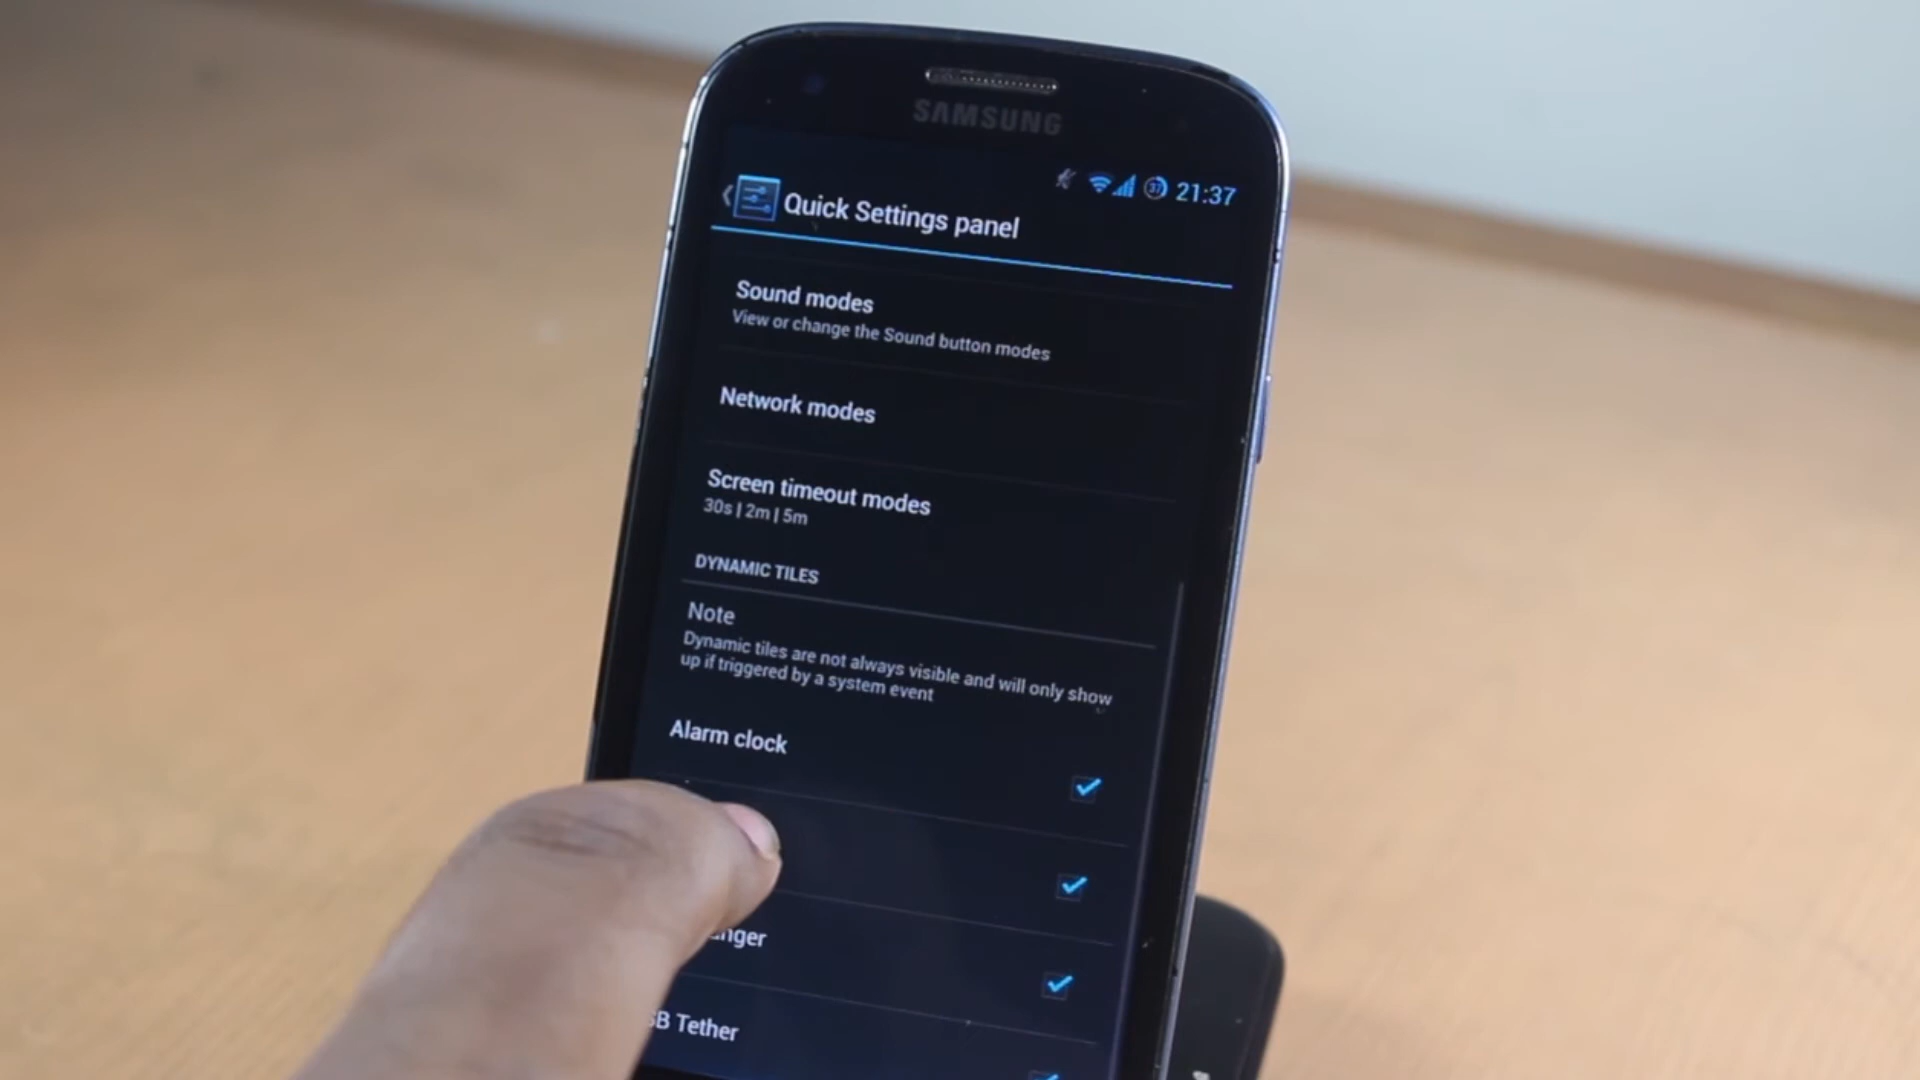 SAMSUNG
37 21:37
Quick Settings panel
Sound modes
View or change the Sound button modes
Network modes
Screen timeout modes
30s | 2m | 5m
DYNAMIC TILES
Note
Dynamic tiles are not always visible and will only show
up if triggered by a system event
Alarm clock
Tether